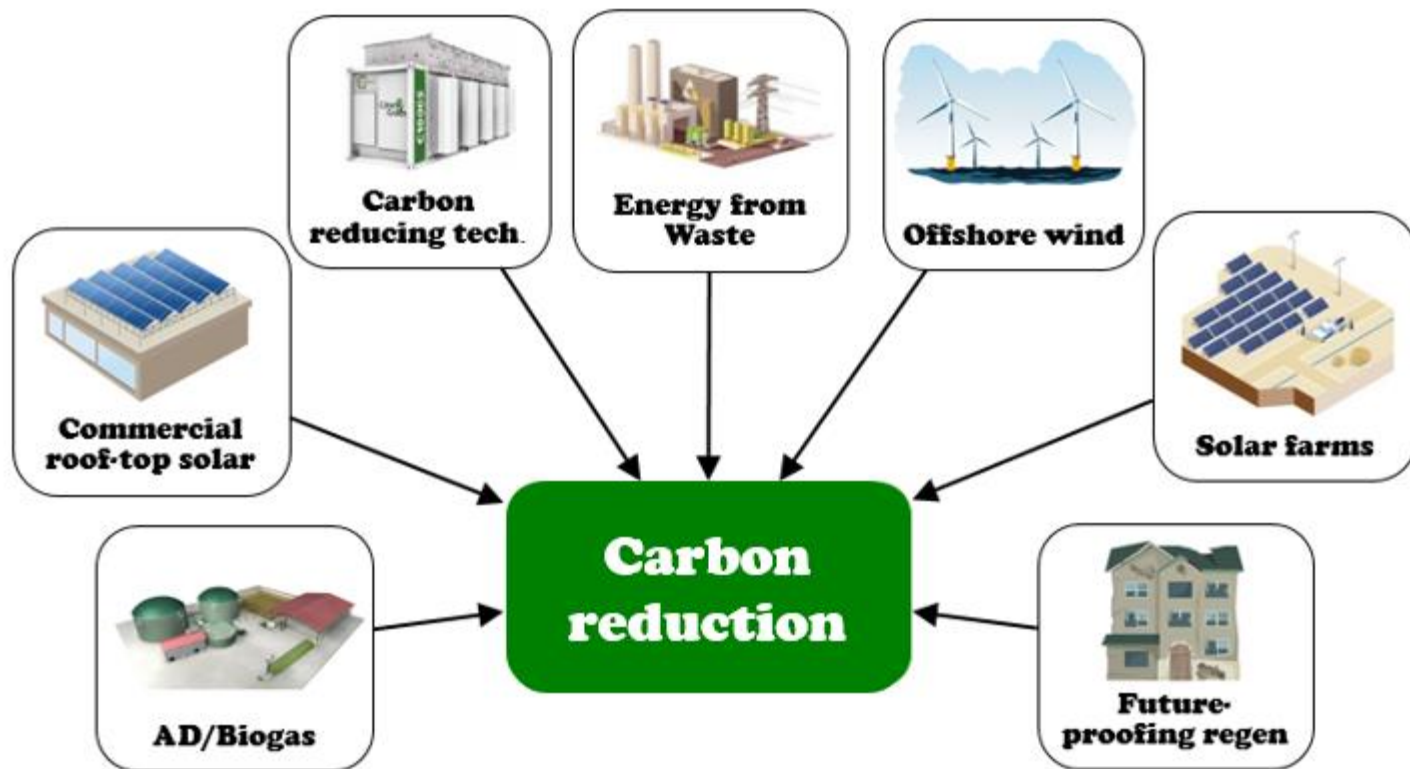 Carbon
reducing tech.
Energy from
Waste
Offshore wind
Commercial
roof-top solar
Solar farms
Carbon
reduction
AD/Biogas
Future-
proofing regen